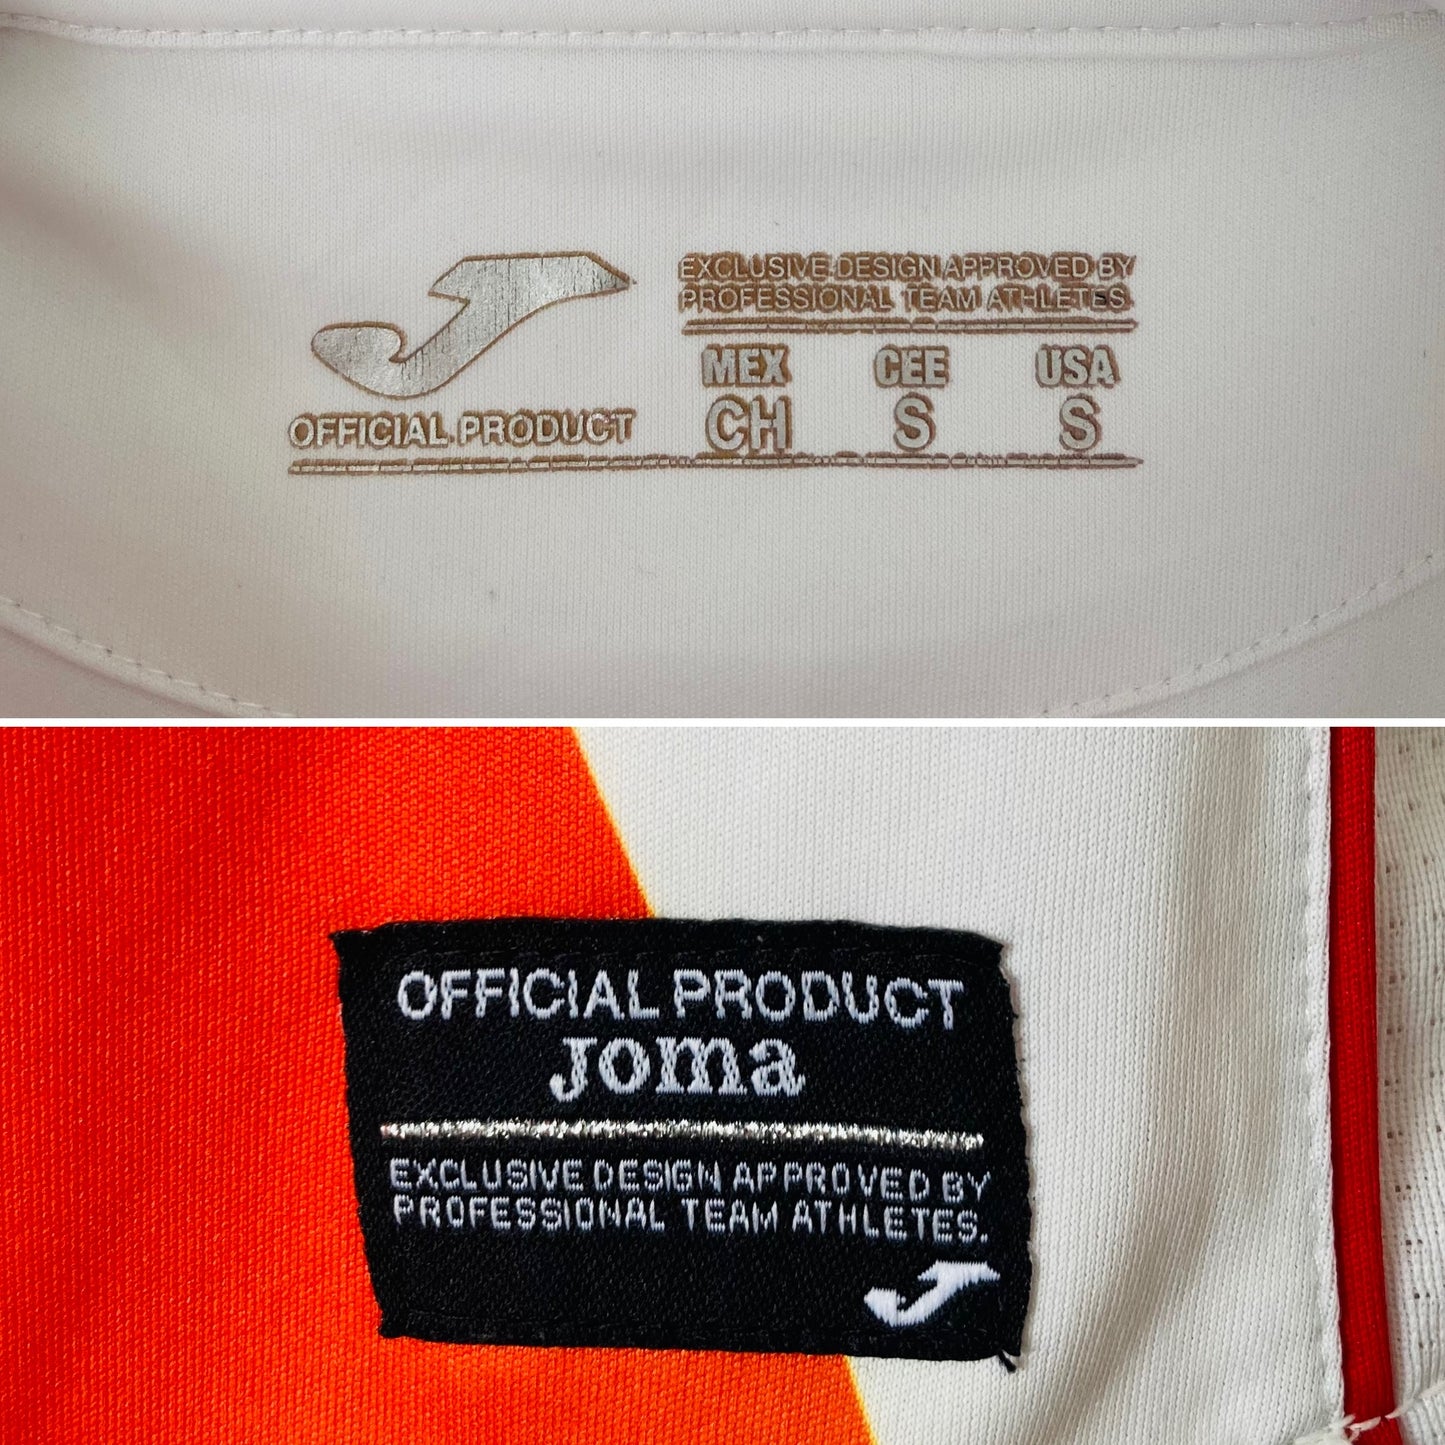 EXCLUSIVE DESIGN APPROVED BY
PROFESSIONAL TEAM ATHLETES.
MEX CEE USA
CH S S
OFFICIAL PRODUCT
OFFICIAL PRODUCT
Joma
EXCLUSIVE DESIGN APPROVED BY
PROFESSIONAL TEAM ATHLETES.